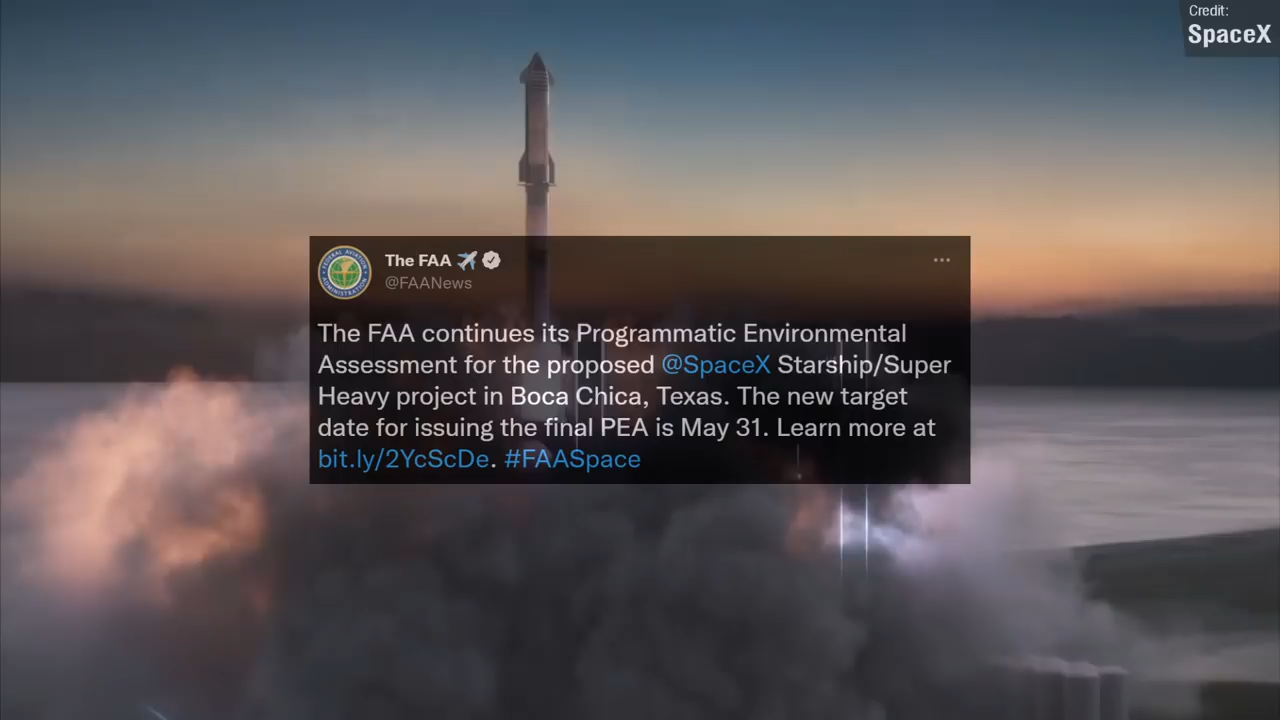 Credit:
SpaceX
The FAA ✈️
@FAANews
The FAA continues its Programmatic Environmental
Assessment for the proposed @SpaceX Starship/Super
Heavy project in Boca Chica, Texas. The new target
date for issuing the final PEA is May 31. Learn more at
bit.ly/2YcScDe. #FAASpace